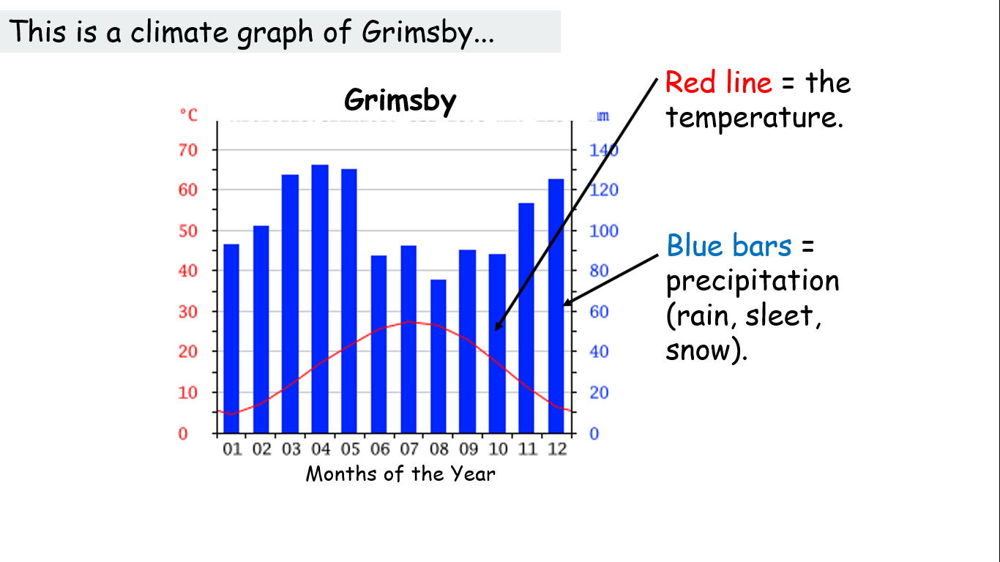 This is a climate graph of Grimsby...
Grimsby
°C
70
60
50
40
30
20
10
0
140
120
100
80
60
40
20
0
01 02 03 04 05 06 07 08 09 10 11 12
Months of the Year
Red line = the
temperature.
Blue bars =
precipitation
(rain, sleet,
snow).